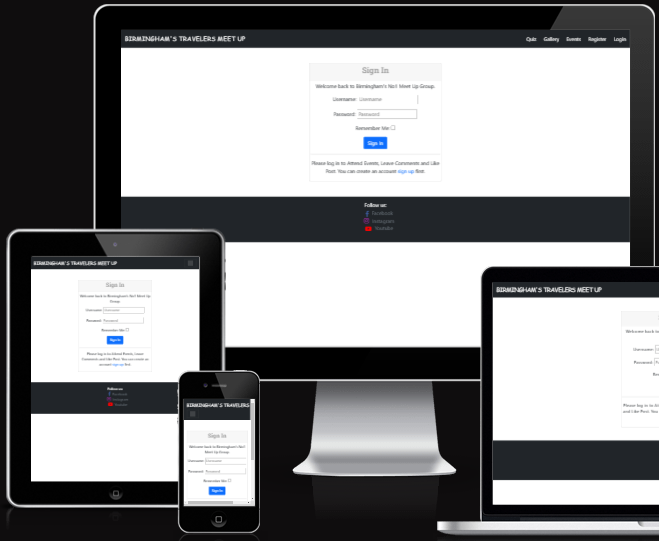 BIRMINGHAM'S TRAVELERS MEET UP
Quiz Gallery Events Register Login
Sign In
Welcome back to Birmingham's No1 Meet Up Group.
Username: Username
Password: Password
Remember Me:
Sign In
Please log in to Attend Events, Leave Comments and Like
Post. You can create an account sign up first.
Follow us:
Facebook
Instagram
Youtube
BIRMINGHAM'S TRAVELERS MEET UP
Sign In
Welcome back to Birmingham's No1 Meet Up
Group.
Username: Username
Password: Password
Remember Me:
Sign In
Please log in to Attend Events, Leave
Comments and Like Post. You can create an
account sign up first.
Follow us:
Facebook
Instagram
Youtube
BIRMINGHAM'S TRAVELERS
Sign In
Welcome back to Birmingham's No1
Meet Up Group.
Username: Username
Password: Password
Remember Me:
Sign In
BIRMINGHAM'S TRAVELERS MEET UP
Welcome back to
Username:
Password:
Please log in to
and Like Post. You